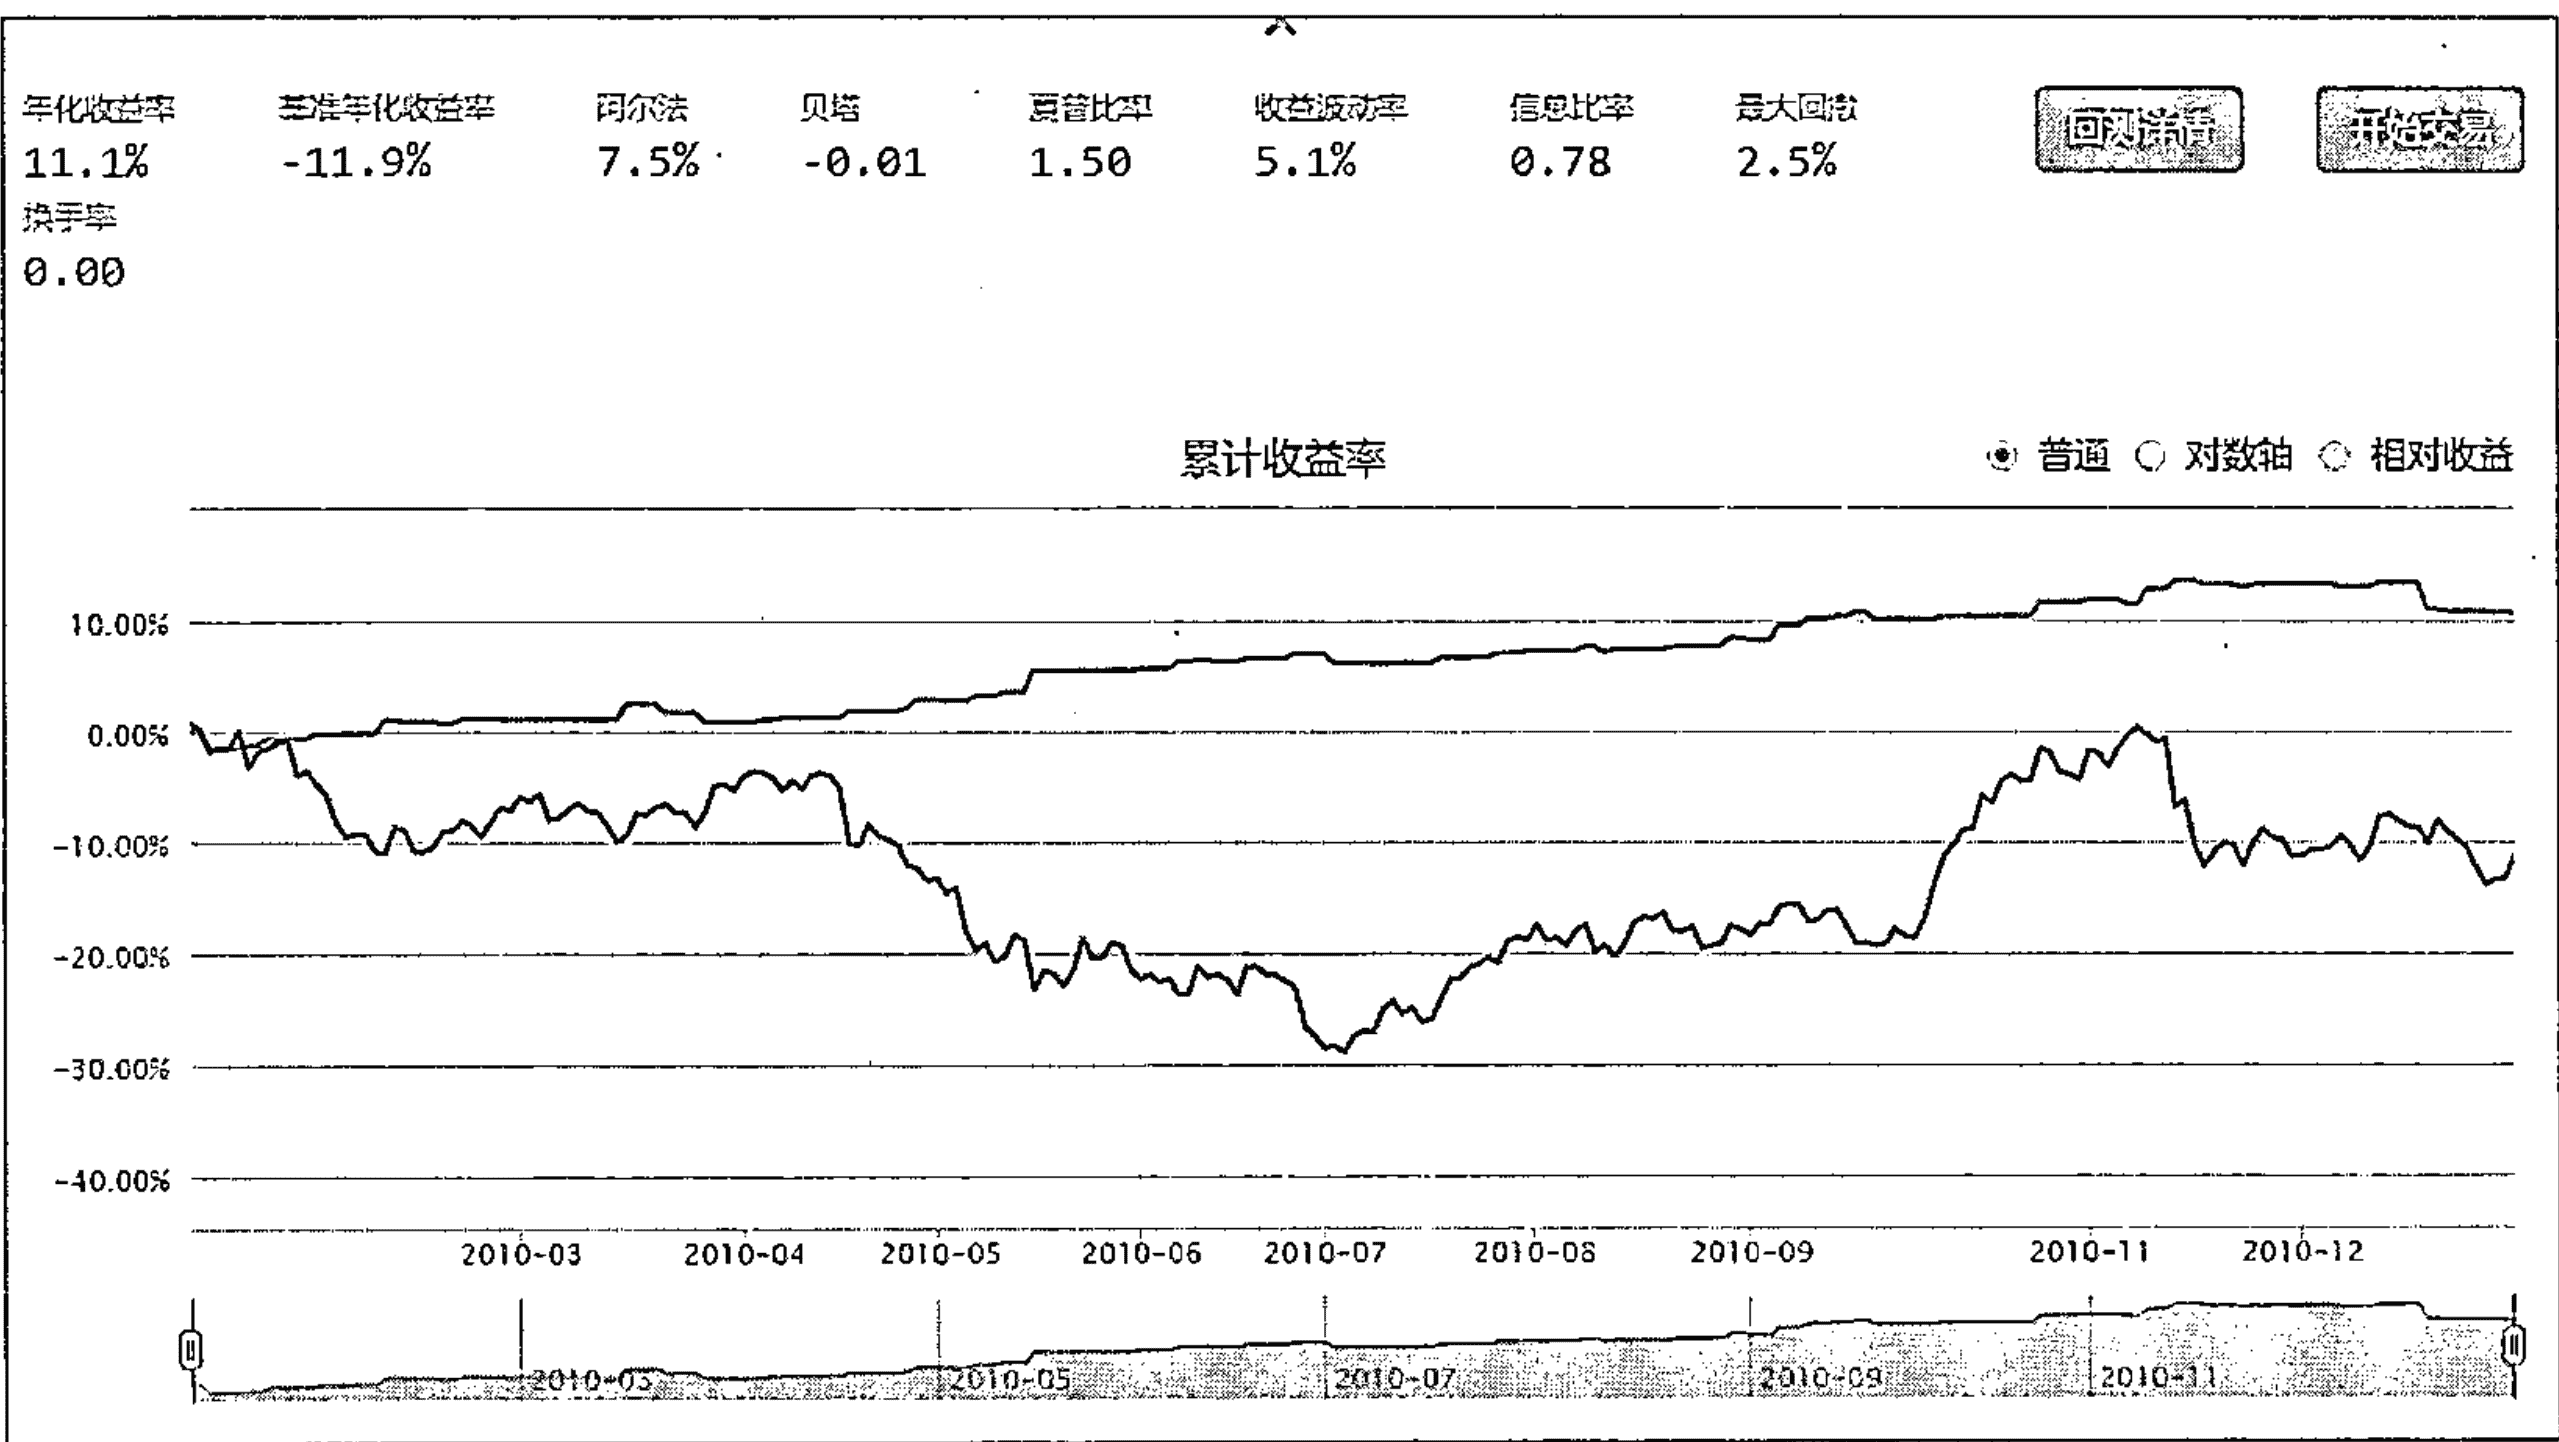 年化收益率 基准年化收益率 阿尔法 贝塔 夏普比率 收益波动率 信息比率 最大回撤 回测详情 开始交易
11.1% -11.9% 7.5% -0.01 1.50 5.1% 0.78 2.5%
换手率
0.00
累计收益率 普通 对数轴 相对收益
10.00%
0.00%
-10.00%
-20.00%
-30.00%
-40.00%
2010-03 2010-04 2010-05 2010-06 2010-07 2010-08 2010-09 2010-11 2010-12
2010-03 2010-05 2010-07 2010-09 2010-11